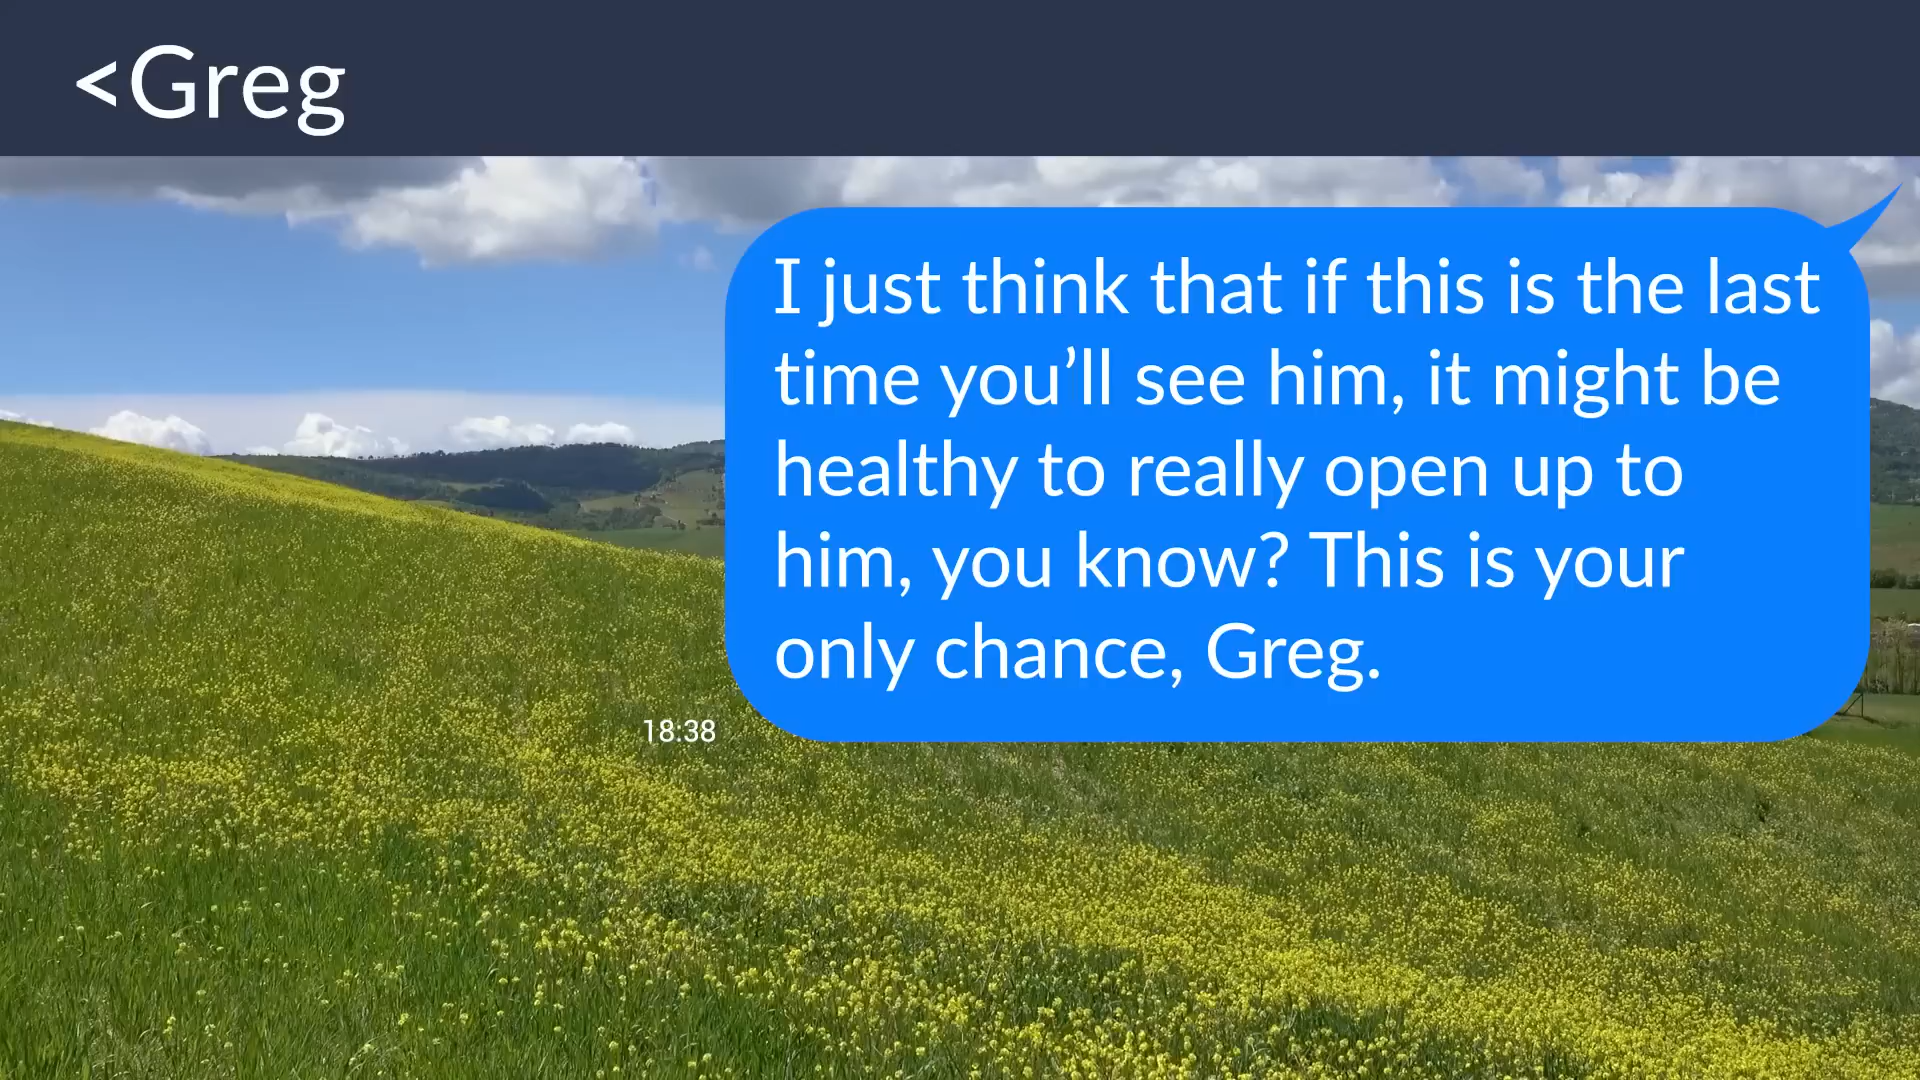 <Greg
I just think that if this is the last
time you’ll see him, it might be
healthy to really open up to
him, you know? This is your
only chance, Greg.
18:38